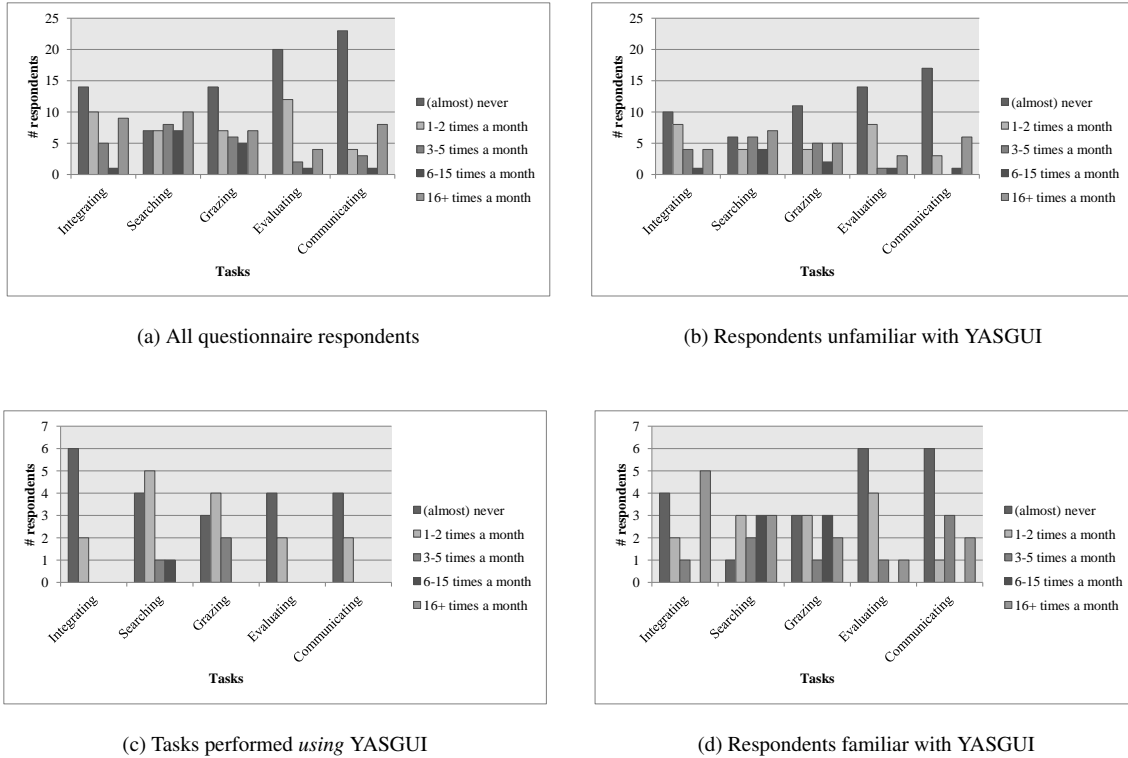 25
20
15
10
5
0
# respondents
Integrating
Searching
Grazing
Evaluating
Communicating
Tasks
(almost) never
1-2 times a month
3-5 times a month
6-15 times a month
16+ times a month
(a) All questionnaire respondents
25
20
15
10
5
0
# respondents
Integrating
Searching
Grazing
Evaluating
Communicating
Tasks
(almost) never
1-2 times a month
3-5 times a month
6-15 times a month
16+ times a month
(b) Respondents unfamiliar with YASGUI
7
6
5
4
3
2
1
0
# respondents
Integrating
Searching
Grazing
Evaluating
Communicating
Tasks
(almost) never
1-2 times a month
3-5 times a month
6-15 times a month
16+ times a month
(c) Tasks performed using YASGUI
7
6
5
4
3
2
1
0
# respondents
Integrating
Searching
Grazing
Evaluating
Communicating
Tasks
(almost) never
1-2 times a month
3-5 times a month
6-15 times a month
16+ times a month
(d) Respondents familiar with YASGUI